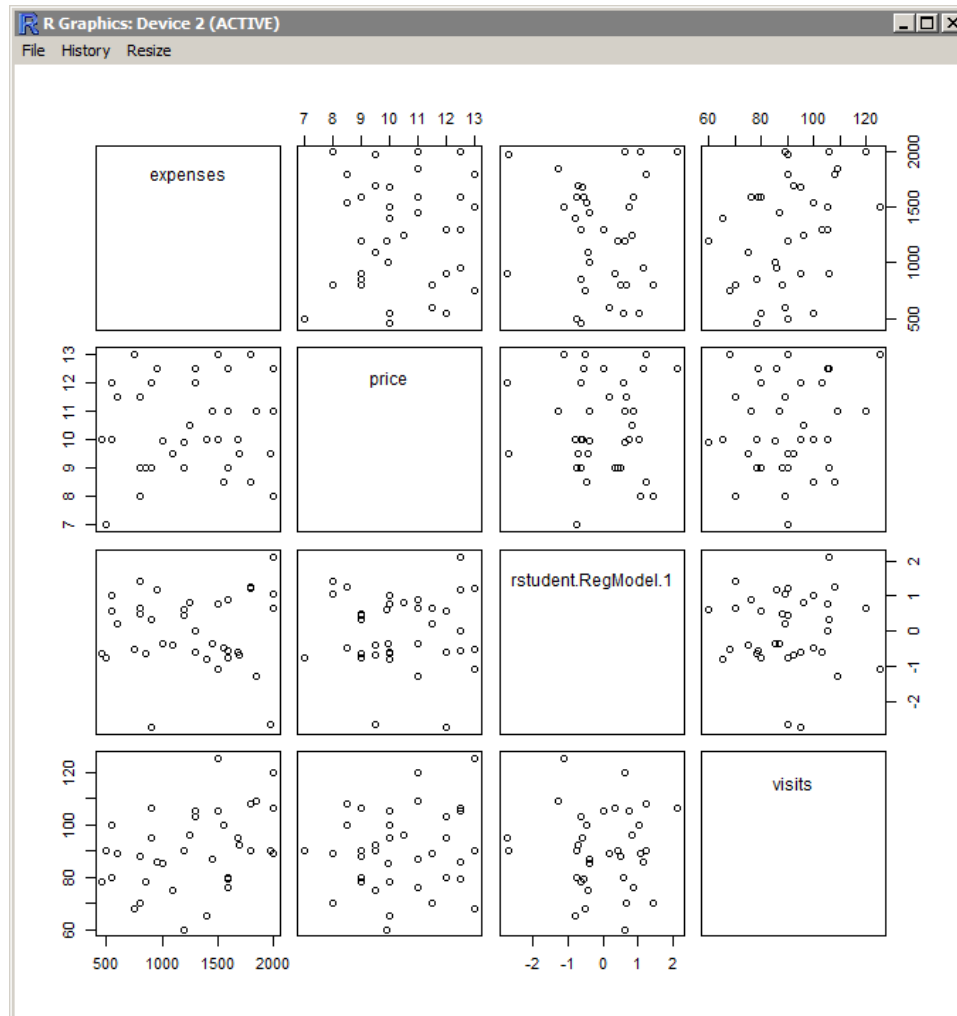 R Graphics: Device 2 (ACTIVE)
File History Resize
7 8 9 10 11 12 13 60 80 100 120
expenses
500 1000 1500 2000
7 8 9 10 11 12 13
price
rstudent.RegModel.1
-2 -1 0 1 2
60 80 100 120
visits
500 1000 1500 2000 -2 -1 0 1 2